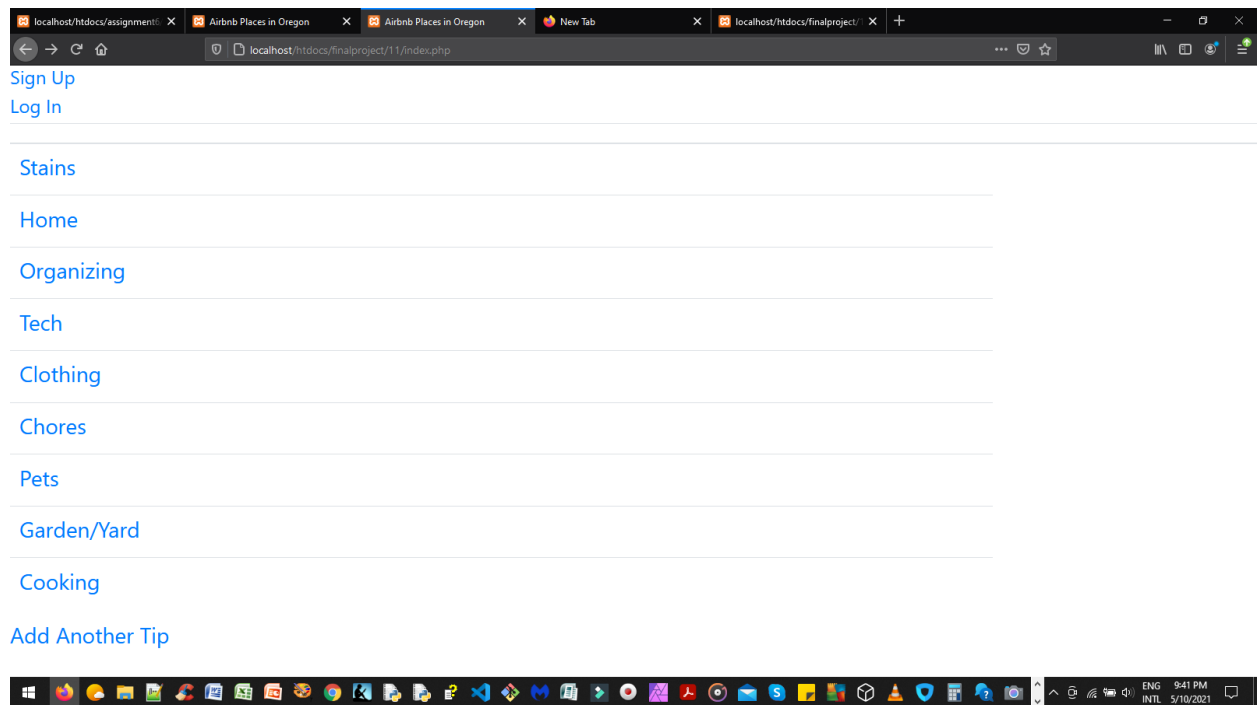 localhost/htdocs/assignment6
Airbnb Places in Oregon
Airbnb Places in Oregon
New Tab
localhost/htdocs/finalproject/1
localhost/htdocs/finalproject/11/index.php
Sign Up
Log In
Stains
Home
Organizing
Tech
Clothing
Chores
Pets
Garden/Yard
Cooking
Add Another Tip
ENG 9:41 PM
INTL 5/10/2021